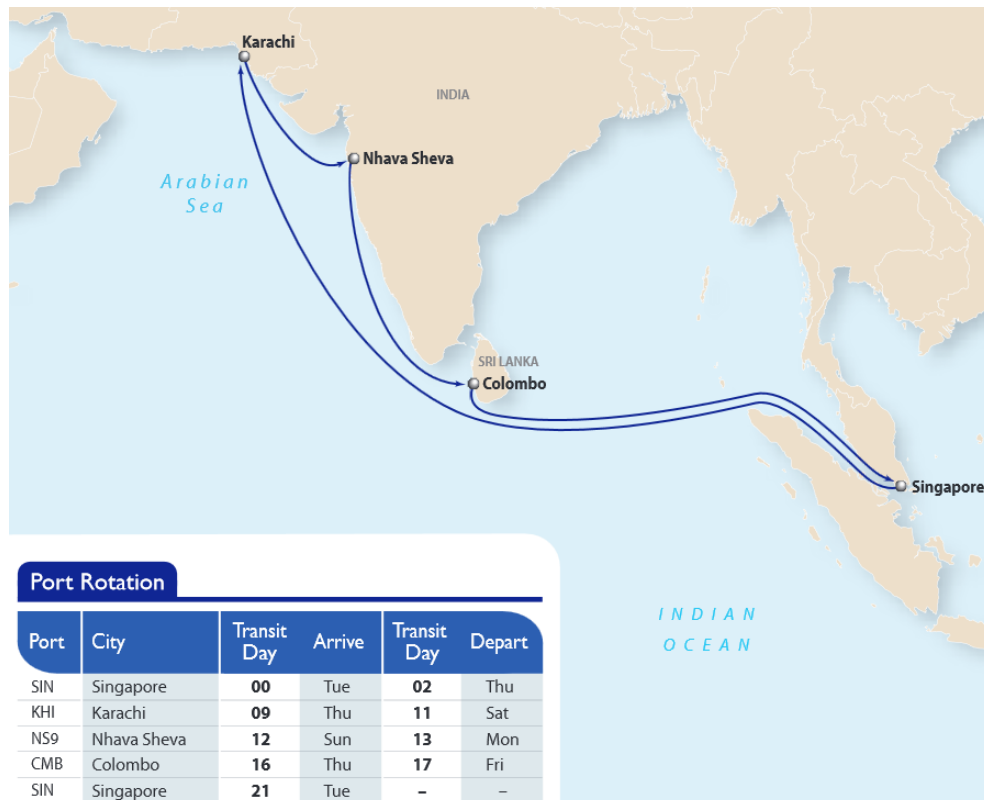 Karachi
INDIA
Nhava Sheva
Arabian
Sea
SRI LANKA
Colombo
Singapore
INDIAN
OCEAN
Port Rotation
Port City Transit Day Arrive Transit Day Depart
SIN Singapore 00 Tue 02 Thu
KHI Karachi 09 Thu 11 Sat
NS9 Nhava Sheva 12 Sun 13 Mon
CMB Colombo 16 Thu 17 Fri
SIN Singapore 21 Tue – –